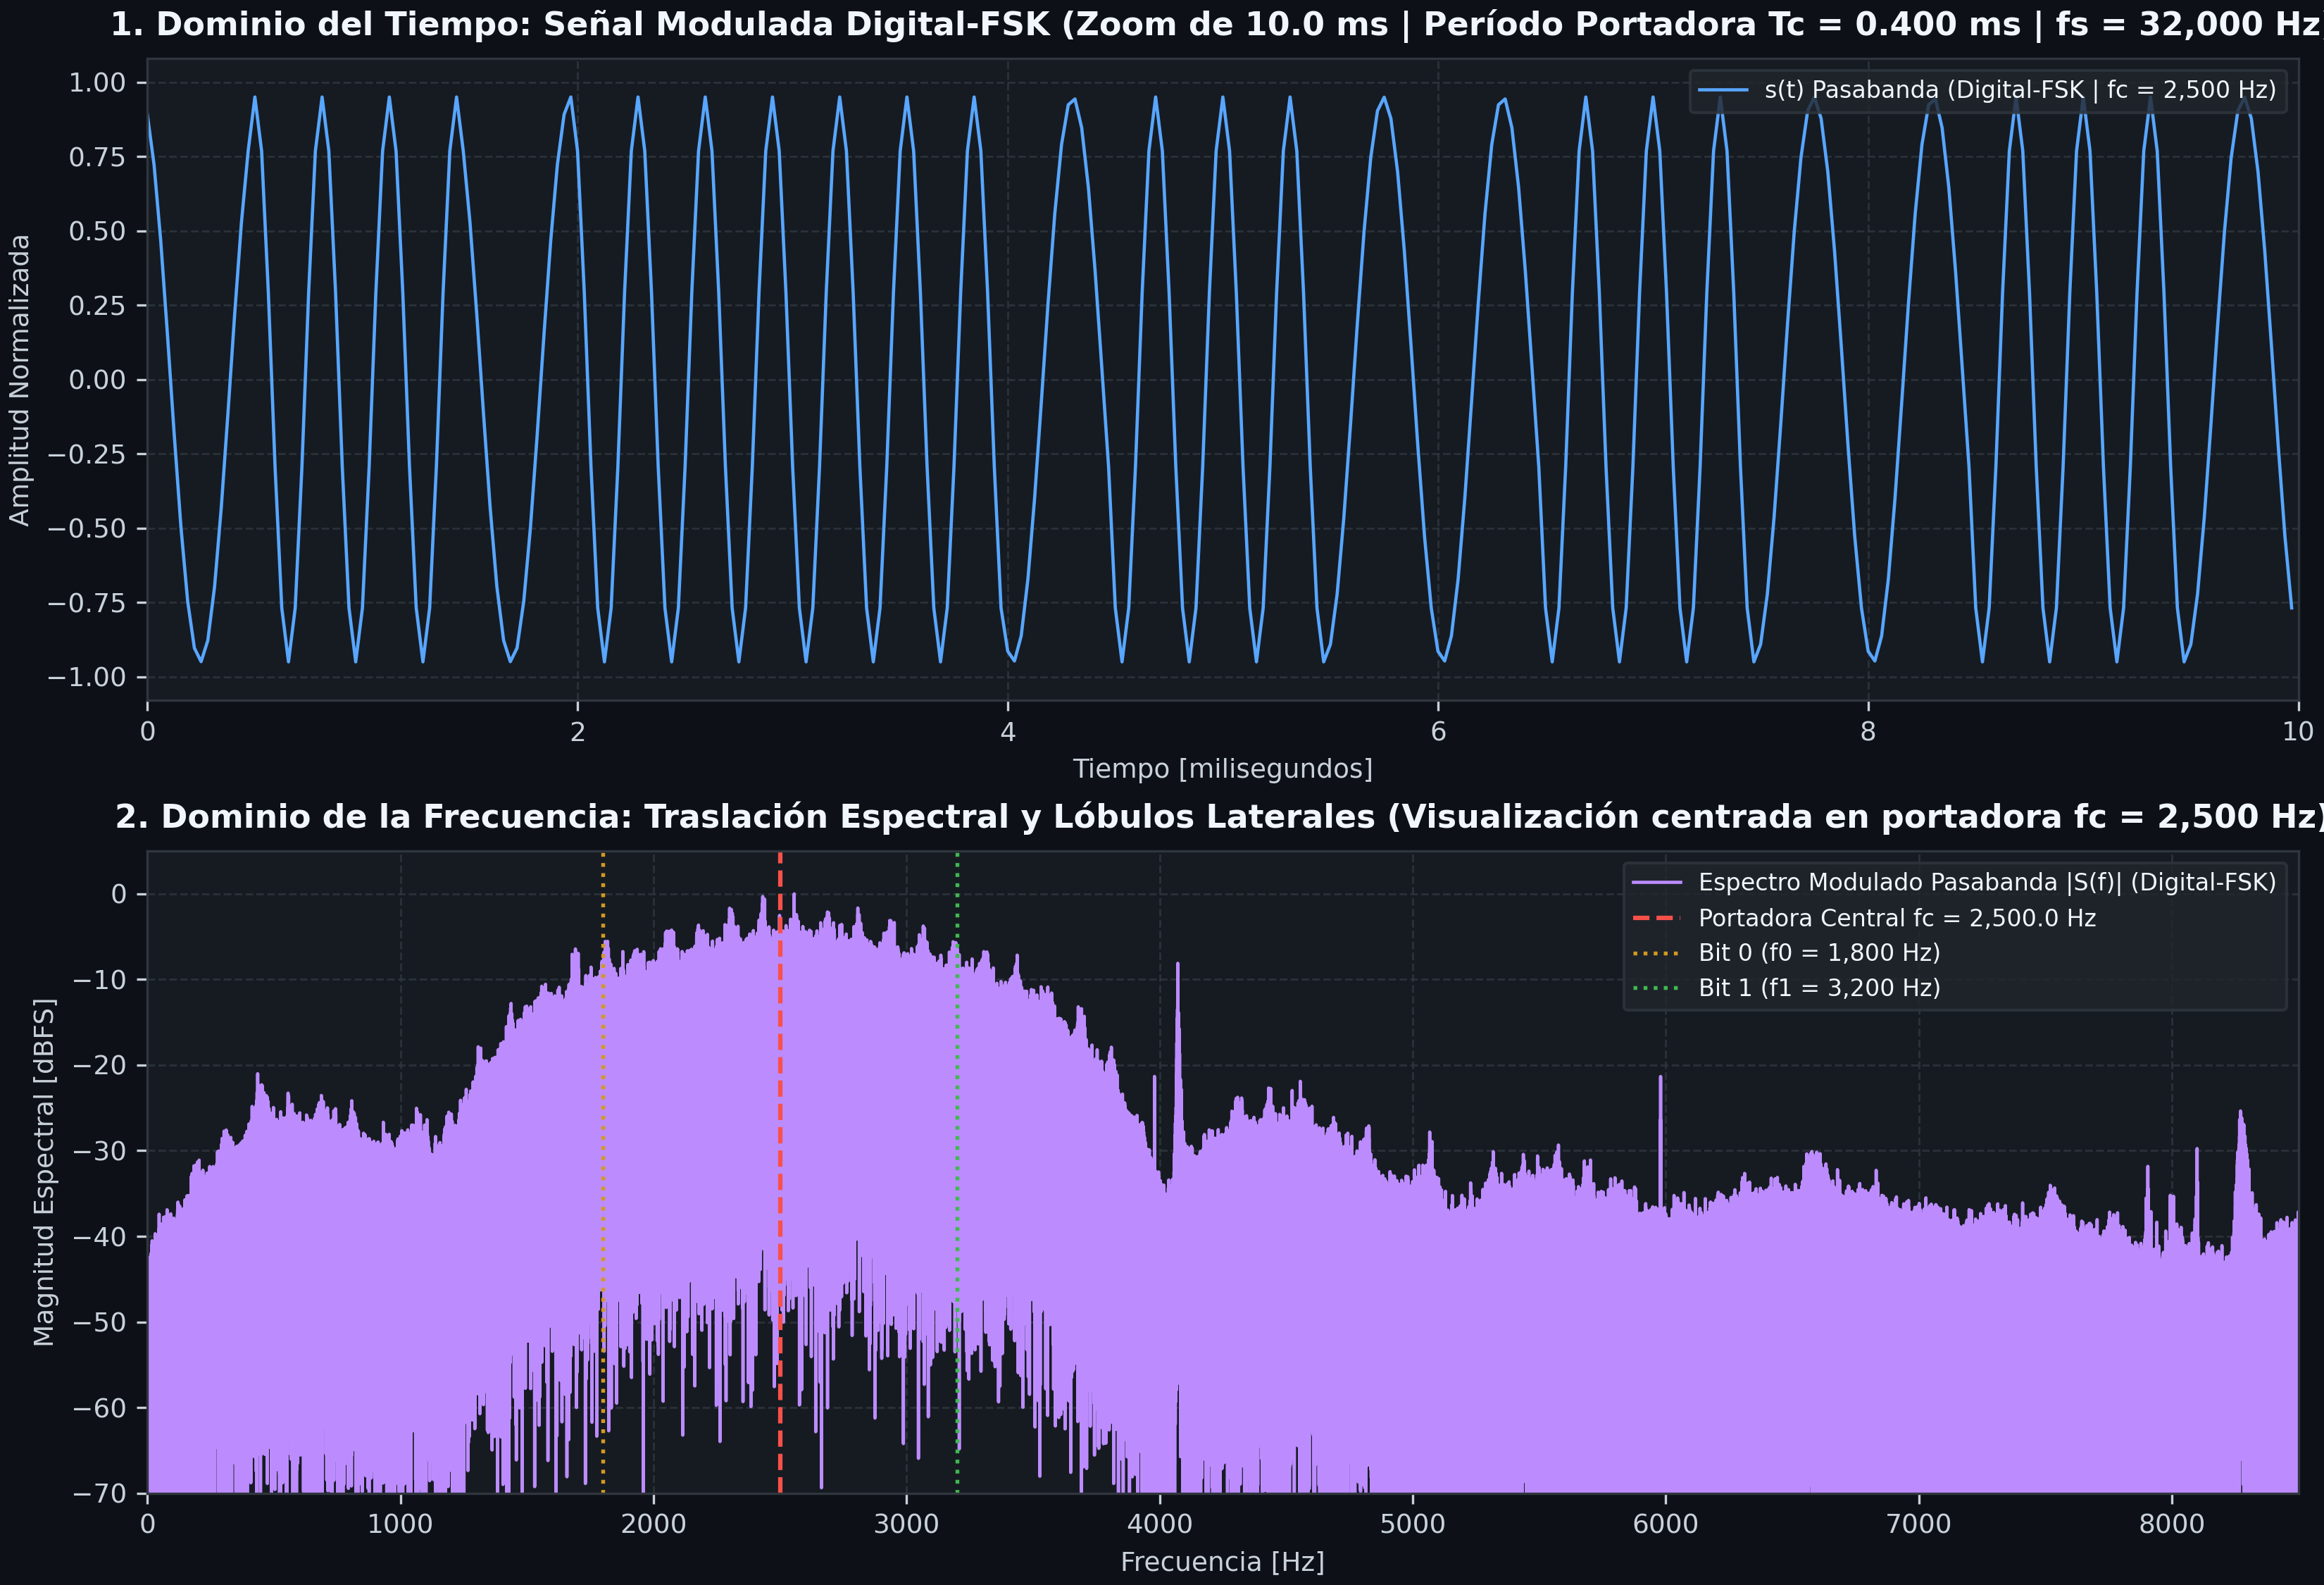 1. Dominio del Tiempo: Señal Modulada Digital-FSK (Zoom de 10.0 ms | Período Portadora Tc = 0.400 ms | fs = 32,000 Hz
s(t) Pasabanda (Digital-FSK | fc = 2,500 Hz)
Amplitud Normalizada
1.00
0.75
0.50
0.25
0.00
−0.25
−0.50
−0.75
−1.00
0 2 4 6 8 10
Tiempo [milisegundos]
2. Dominio de la Frecuencia: Traslación Espectral y Lóbulos Laterales (Visualización centrada en portadora fc = 2,500 Hz)
Espectro Modulado Pasabanda |S(f)| (Digital-FSK)
Portadora Central fc = 2,500.0 Hz
Bit 0 (f0 = 1,800 Hz)
Bit 1 (f1 = 3,200 Hz)
Magnitud Espectral [dBFS]
0
−10
−20
−30
−40
−50
−60
−70
0 1000 2000 3000 4000 5000 6000 7000 8000
Frecuencia [Hz]